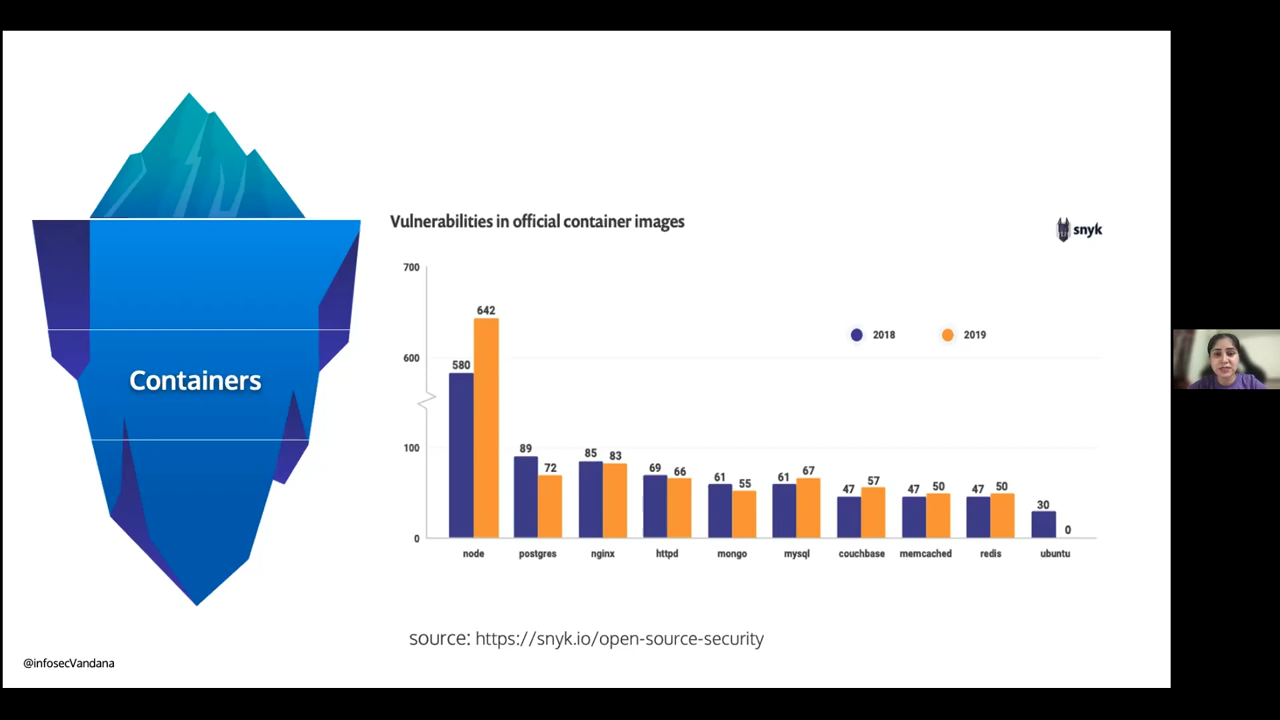 Vulnerabilities in official container images
snyk
700
642
2018
2019
580
600
Containers
100
89
72
85
83
69
66
61
55
61
67
47
57
47
50
47
50
30
0
0
node
postgres
nginx
httpd
mongo
mysql
couchbase
memcached
redis
ubuntu
source: https://snyk.io/open-source-security
@infosecVandana